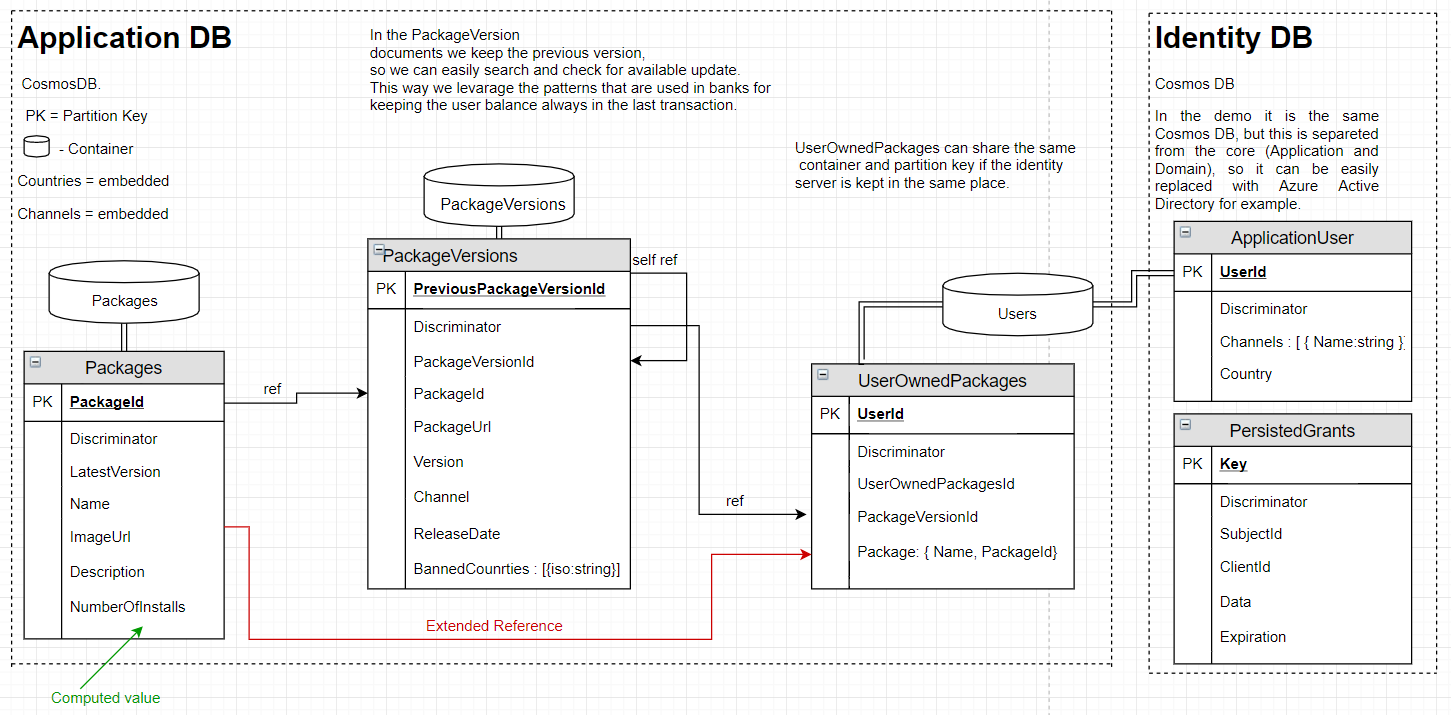 Application DB
CosmosDB.
PK = Partition Key
- Container
Countries = embedded
Channels = embedded
In the PackageVersion
documents we keep the previous version,
so we can easily search and check for available update.
This way we levarage the patterns that are used in banks for
keeping the user balance always in the last transaction.
UserOwnedPackages can share the same
container and partition key if the identity
server is kept in the same place.
Packages
Packages
PK PackageId
Discriminator
LatestVersion
Name
ImageUrl
Description
NumberOfInstalls
Computed value
ref
PackageVersions
PackageVersions
PK PreviousPackageVersionId
Discriminator
PackageVersionId
PackageId
PackageUrl
Version
Channel
ReleaseDate
BannedCounrties : [{iso:string}]
self ref
ref
Extended Reference
Users
UserOwnedPackages
PK UserId
Discriminator
UserOwnedPackagesId
PackageVersionId
Package: { Name, PackageId}
Identity DB
Cosmos DB
In the demo it is the same
Cosmos DB, but this is separeted
from the core (Application and
Domain), so it can be easily
replaced with Azure Active
Directory for example.
ApplicationUser
PK UserId
Discriminator
Channels : [ { Name:string }
Country
PersistedGrants
PK Key
Discriminator
SubjectId
ClientId
Data
Expiration